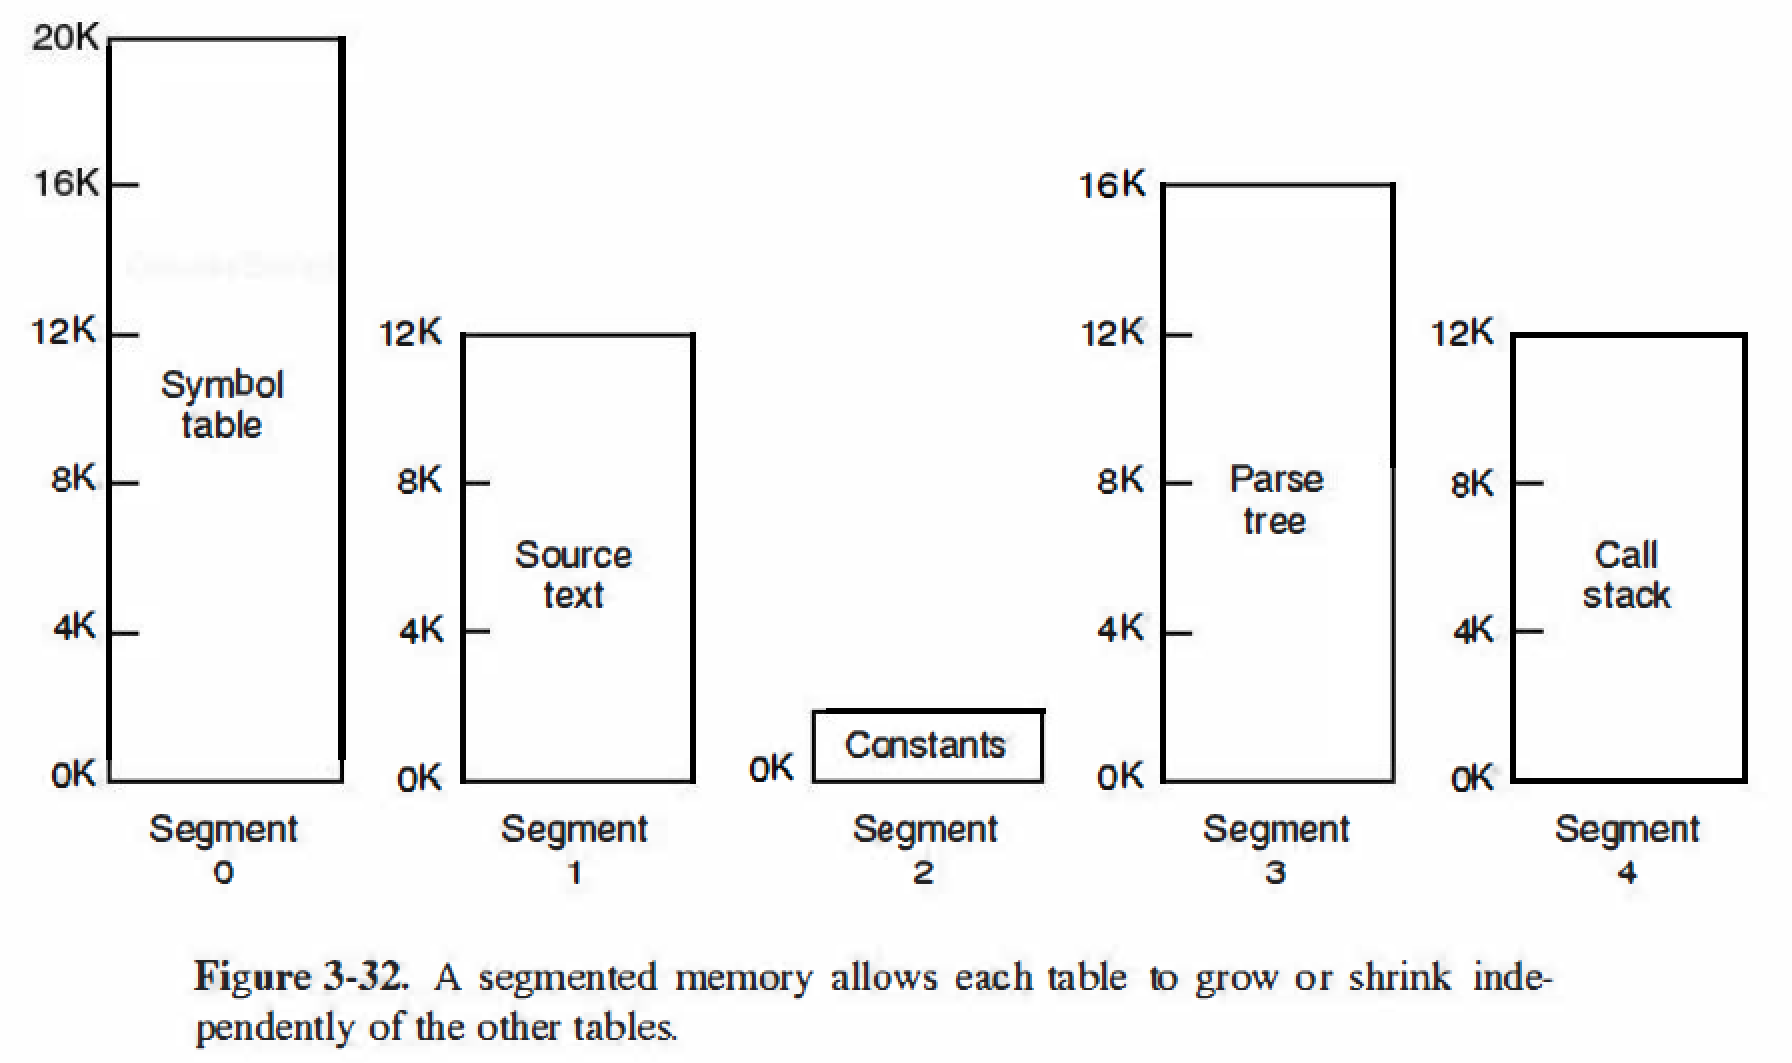 20K
16K
12K
8K
4K
0K
Symbol
table
Segment
0
12K
8K
4K
0K
Source
text
Segment
1
0K
Constants
Segment
2
16K
12K
8K
4K
0K
Parse
tree
Segment
3
12K
8K
4K
0K
Call
stack
Segment
4
Figure 3-32. A segmented memory allows each table to grow or shrink inde-
pendently of the other tables.